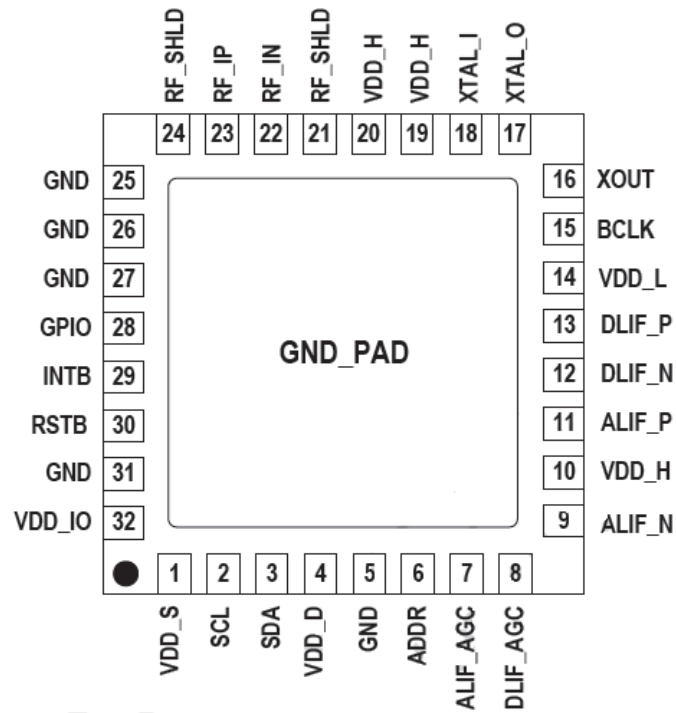 RF_SHLD
RF_IP
RF_IN
RF_SHLD
VDD_H
VDD_H
XTAL_I
XTAL_O
24 23 22 21 20 19 18 17
GND 25
GND 26
GND 27
GPIO 28
INTB 29
RSTB 30
GND 31
VDD_IO 32
GND_PAD
16 XOUT
15 BCLK
14 VDD_L
13 DLIF_P
12 DLIF_N
11 ALIF_P
10 VDD_H
9 ALIF_N
1 2 3 4 5 6 7 8
VDD_S
SCL
SDA
VDD_D
GND
ADDR
ALIF_AGC
DLIF_AGC